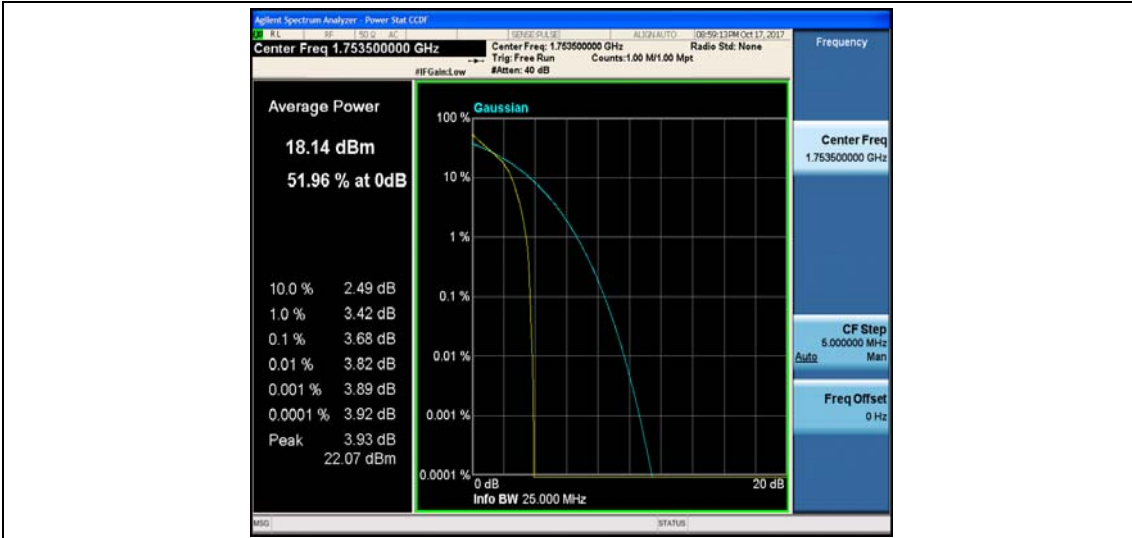 Agilent Spectrum Analyzer - Power Stat CCDF
RL RF 50 Ω AC SENSE:PULSE ALIGNAUTO 08:59:13PM Oct 17, 2017
Center Freq 1.753500000 GHz
Center Freq: 1.753500000 GHz Radio Std: None
Trig: Free Run Counts:1.00 M/1.00 Mpt
#IFGain:Low #Atten: 40 dB
Frequency
Average Power
18.14 dBm
51.96 % at 0dB
10.0 % 2.49 dB
1.0 % 3.42 dB
0.1 % 3.68 dB
0.01 % 3.82 dB
0.001 % 3.89 dB
0.0001 % 3.92 dB
Peak 3.93 dB
22.07 dBm
Gaussian
100 %
10 %
1 %
0.1 %
0.01 %
0.001 %
0.0001 %
0 dB 20 dB
Info BW 25.000 MHz
Center Freq
1.753500000 GHz
CF Step
5.000000 MHz
Auto Man
Freq Offset
0 Hz
MSG STATUS